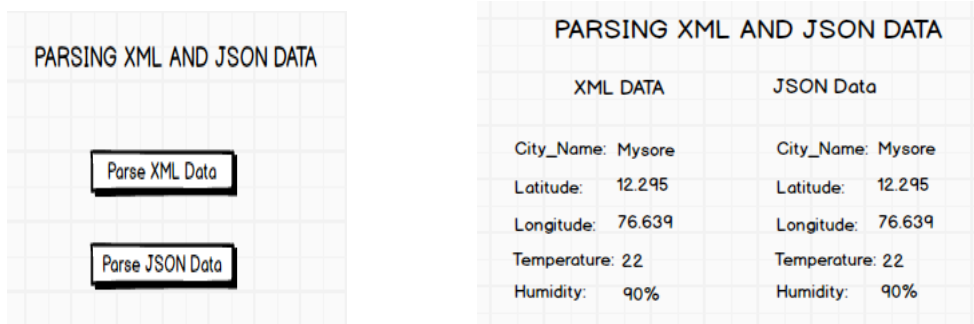 PARSING XML AND JSON DATA
Parse XML Data
Parse JSON Data
PARSING XML AND JSON DATA
XML DATA JSON Data
City_Name: Mysore City_Name: Mysore
Latitude: 12.295 Latitude: 12.295
Longitude: 76.639 Longitude: 76.639
Temperature: 22 Temperature: 22
Humidity: 90% Humidity: 90%